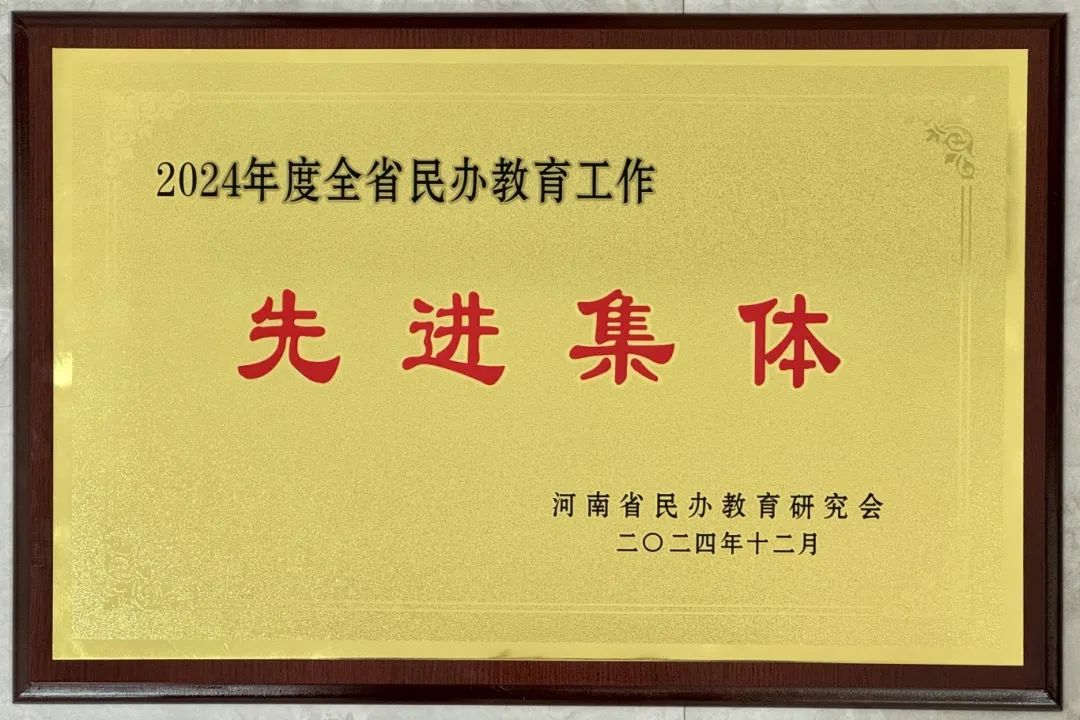 2024年度全省民办教育工作
先进集体
河南省民办教育研究会
二〇二四年十二月